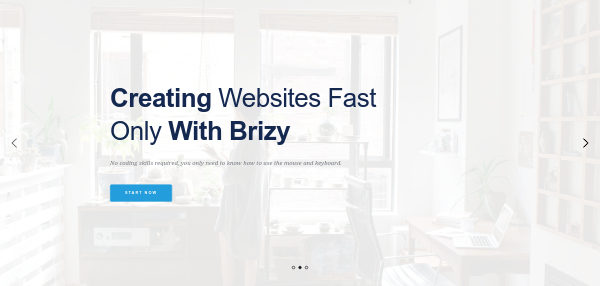 Creating Websites Fast
Only With Brizy
No coding skills required, you only need to know how to use the mouse and keyboard.
START NOW